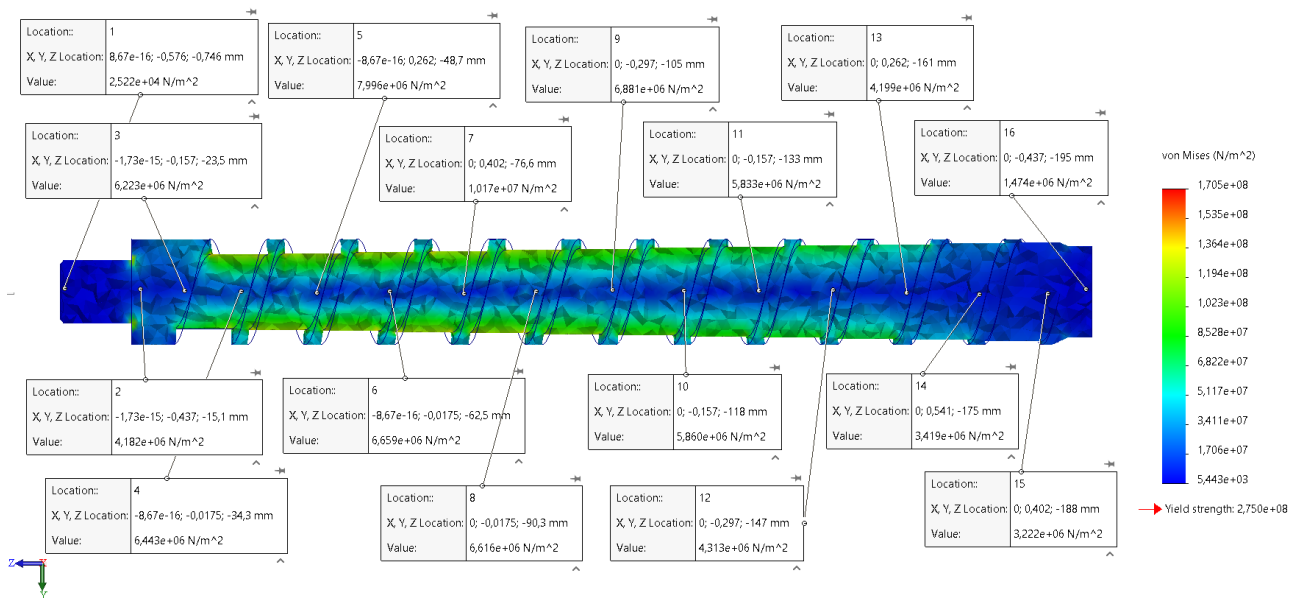 Location:: 1
X, Y, Z Location: 8,67e-16; -0,576; -0,746 mm
Value: 2,522e+04 N/m^2
Location:: 5
X, Y, Z Location: -8,67e-16; 0,262; -48,7 mm
Value: 7,996e+06 N/m^2
Location:: 9
X, Y, Z Location: 0; -0,297; -105 mm
Value: 6,881e+06 N/m^2
Location:: 13
X, Y, Z Location: 0; 0,262; -161 mm
Value: 4,199e+06 N/m^2
Location:: 3
X, Y, Z Location: -1,73e-15; -0,157; -23,5 mm
Value: 6,223e+06 N/m^2
Location:: 7
X, Y, Z Location: 0; 0,402; -76,6 mm
Value: 1,017e+07 N/m^2
Location:: 11
X, Y, Z Location: 0; -0,157; -133 mm
Value: 5,833e+06 N/m^2
Location:: 16
X, Y, Z Location: 0; -0,437; -195 mm
Value: 1,474e+06 N/m^2
von Mises (N/m^2)
1,705e+08
1,535e+08
1,364e+08
1,194e+08
1,023e+08
8,528e+07
6,822e+07
5,117e+07
3,411e+07
1,706e+07
5,443e+03
Yield strength: 2,750e+08
Location:: 2
X, Y, Z Location: -1,73e-15; -0,437; -15,1 mm
Value: 4,182e+06 N/m^2
Location:: 6
X, Y, Z Location: -8,67e-16; -0,0175; -62,5 mm
Value: 6,659e+06 N/m^2
Location:: 10
X, Y, Z Location: 0; -0,157; -118 mm
Value: 5,860e+06 N/m^2
Location:: 14
X, Y, Z Location: 0; 0,541; -175 mm
Value: 3,419e+06 N/m^2
Location:: 4
X, Y, Z Location: -8,67e-16; -0,0175; -34,3 mm
Value: 6,443e+06 N/m^2
Location:: 8
X, Y, Z Location: 0; -0,0175; -90,3 mm
Value: 6,616e+06 N/m^2
Location:: 12
X, Y, Z Location: 0; -0,297; -147 mm
Value: 4,313e+06 N/m^2
Location:: 15
X, Y, Z Location: 0; 0,402; -188 mm
Value: 3,222e+06 N/m^2
Z
X
Y